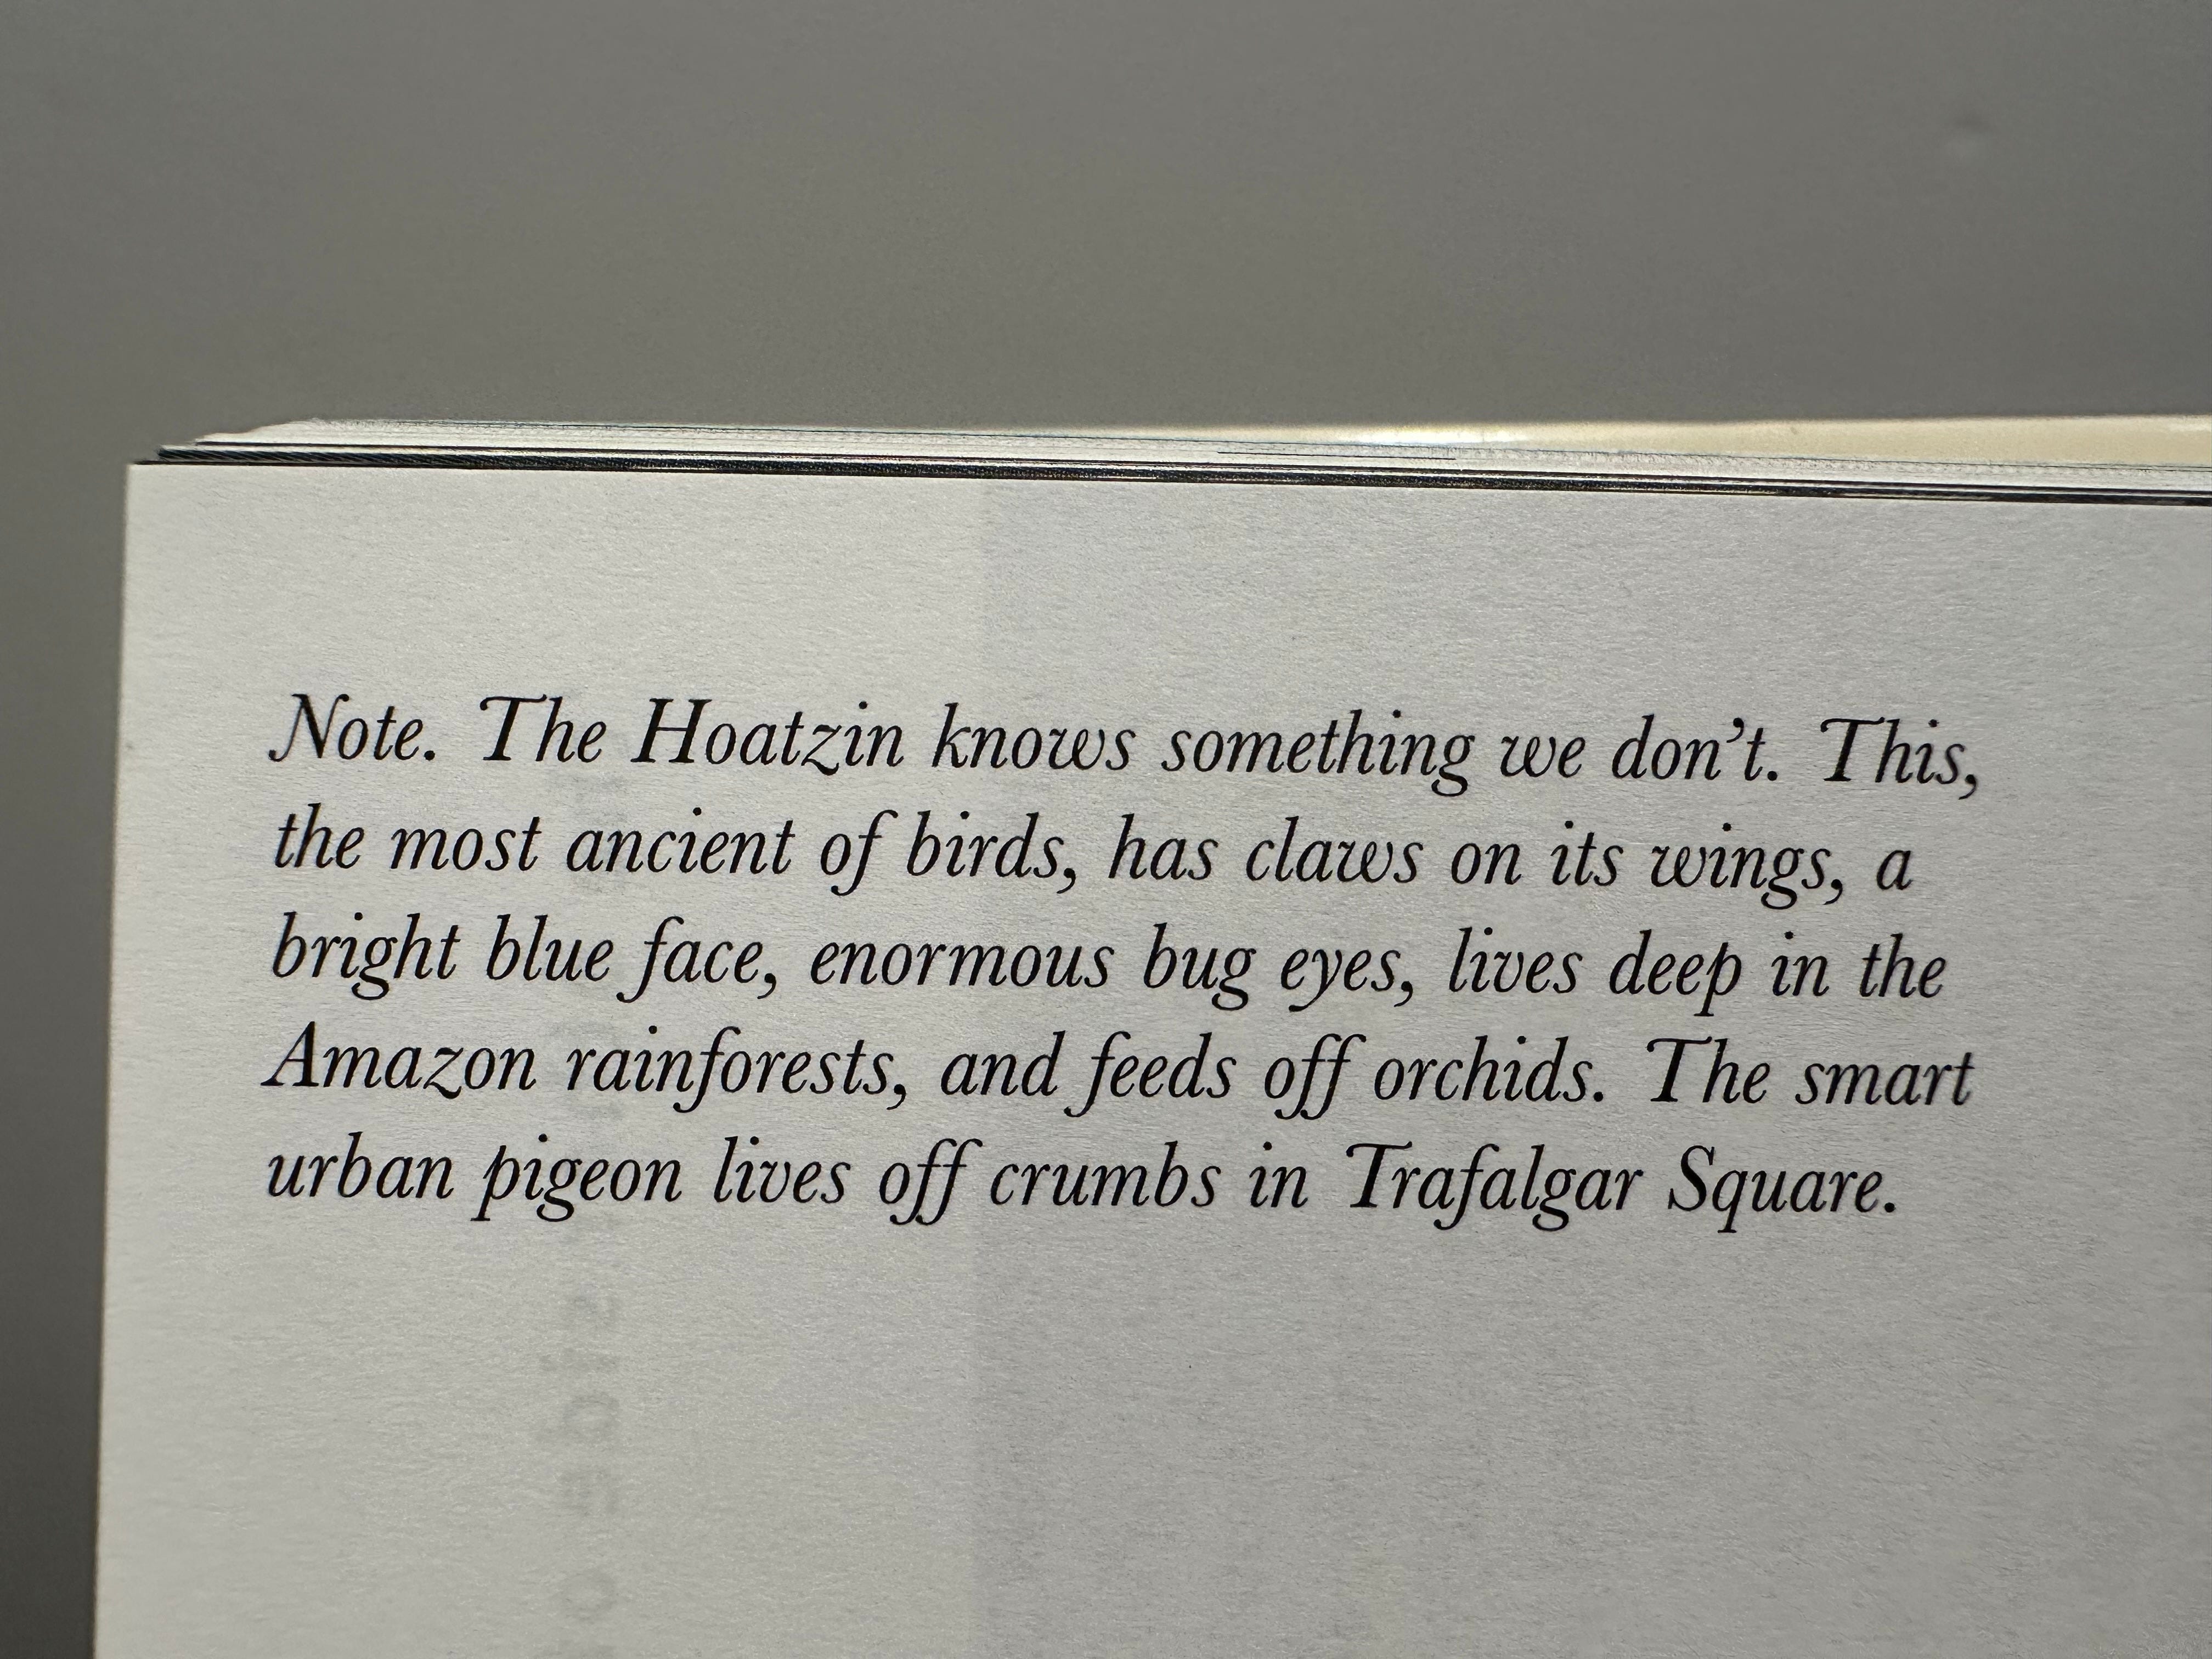 Note. The Hoatzin knows something we don't. This,
the most ancient of birds, has claws on its wings, a
bright blue face, enormous bug eyes, lives deep in the
Amazon rainforests, and feeds off orchids. The smart
urban pigeon lives off crumbs in Trafalgar Square.